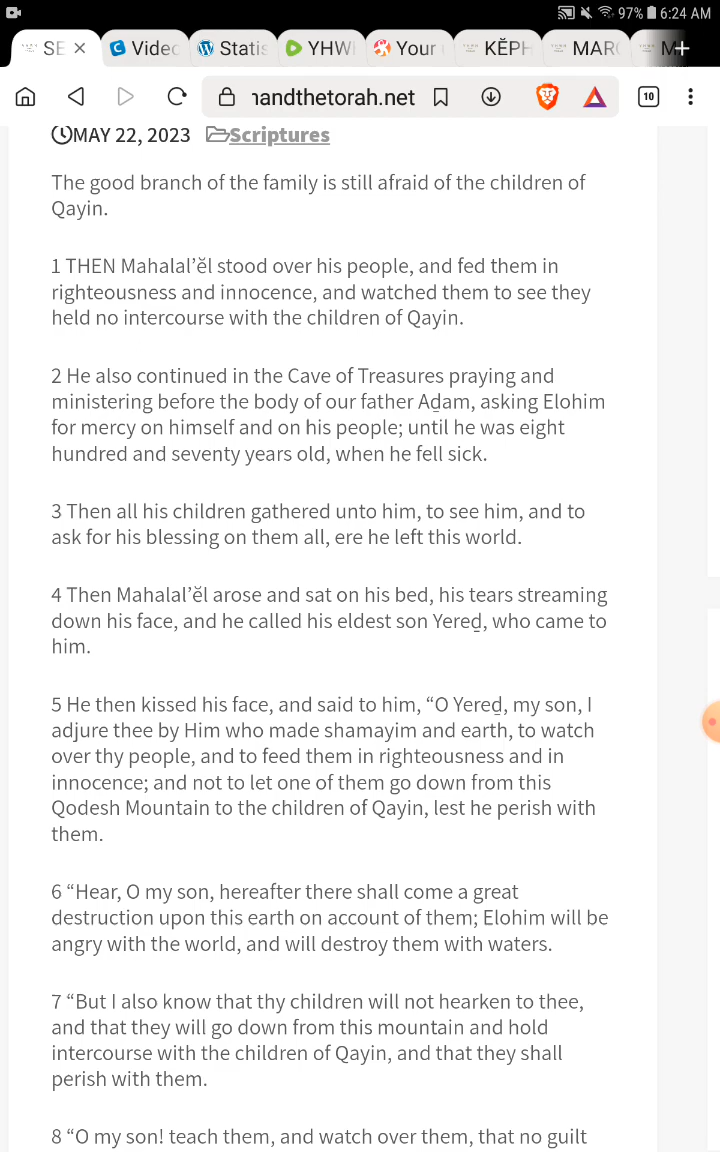 97% 6:24 AM
SE × Videc Statis YHWI Your KĔPH MAR M +
nandthetorah.net 10
MAY 22, 2023 Scriptures
The good branch of the family is still afraid of the children of
Qayin.
1 THEN Mahalal’ĕl stood over his people, and fed them in
righteousness and innocence, and watched them to see they
held no intercourse with the children of Qayin.
2 He also continued in the Cave of Treasures praying and
ministering before the body of our father Aḏam, asking Elohim
for mercy on himself and on his people; until he was eight
hundred and seventy years old, when he fell sick.
3 Then all his children gathered unto him, to see him, and to
ask for his blessing on them all, ere he left this world.
4 Then Mahalal’ĕl arose and sat on his bed, his tears streaming
down his face, and he called his eldest son Yereḏ, who came to
him.
5 He then kissed his face, and said to him, “O Yereḏ, my son, I
adjure thee by Him who made shamayim and earth, to watch
over thy people, and to feed them in righteousness and in
innocence; and not to let one of them go down from this
Qodesh Mountain to the children of Qayin, lest he perish with
them.
6 “Hear, O my son, hereafter there shall come a great
destruction upon this earth on account of them; Elohim will be
angry with the world, and will destroy them with waters.
7 “But I also know that thy children will not hearken to thee,
and that they will go down from this mountain and hold
intercourse with the children of Qayin, and that they shall
perish with them.
8 “O my son! teach them, and watch over them, that no guilt